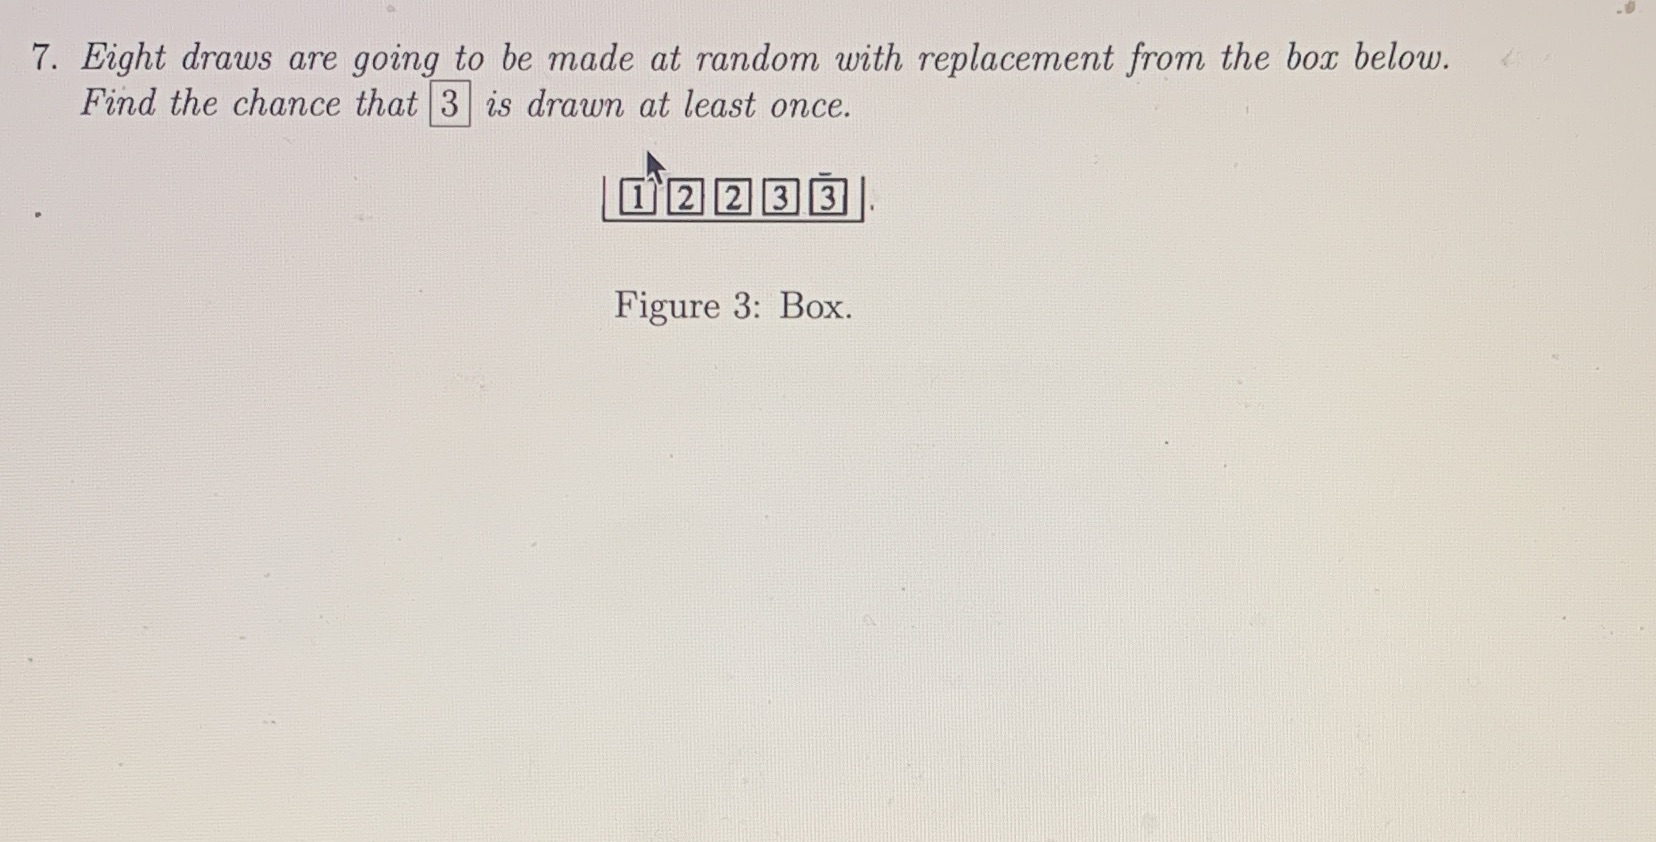 7. Eight draws are going to be made at random with replacement from the box below.
Find the chance that 3 is drawn at least once.
1 2 2 3 3 .
Figure 3: Box.